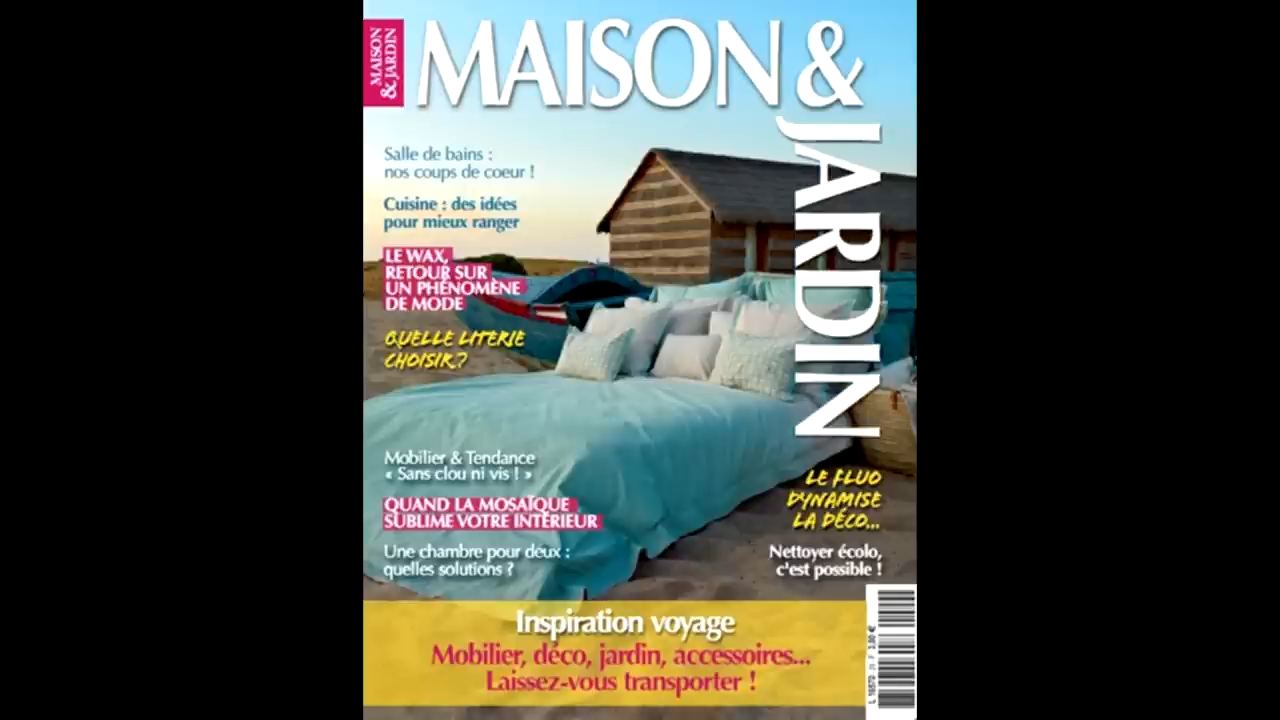 MAISON
& JARDIN
MAISON &
JARDIN
Salle de bains :
nos coups de coeur !
Cuisine : des idées
pour mieux ranger
LE WAX,
RETOUR SUR
UN PHÉNOMÈNE
DE MODE
QUELLE LITERIE
CHOISIR ?
Mobilier & Tendance
« Sans clou ni vis ! »
QUAND LA MOSAÏQUE
SUBLIME VOTRE INTÉRIEUR
Une chambre pour deux :
quelles solutions ?
LE FLUO
DYNAMISE
LA DÉCO...
Nettoyer écolo,
c'est possible !
Inspiration voyage
Mobilier, déco, jardin, accessoires...
Laissez-vous transporter !